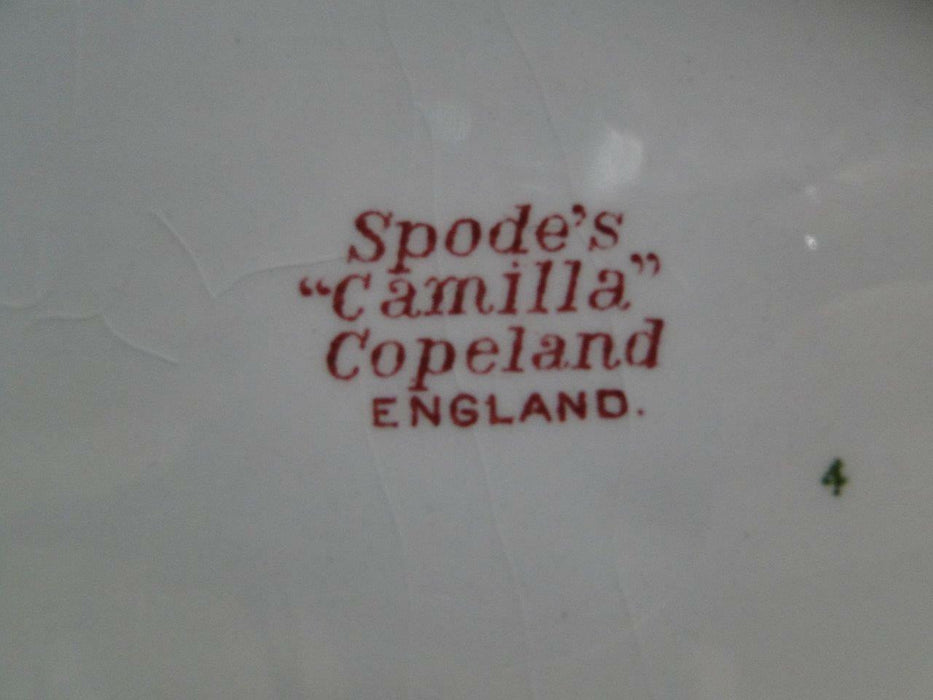 Spode's
“Camilla”
Copeland
ENGLAND.
4